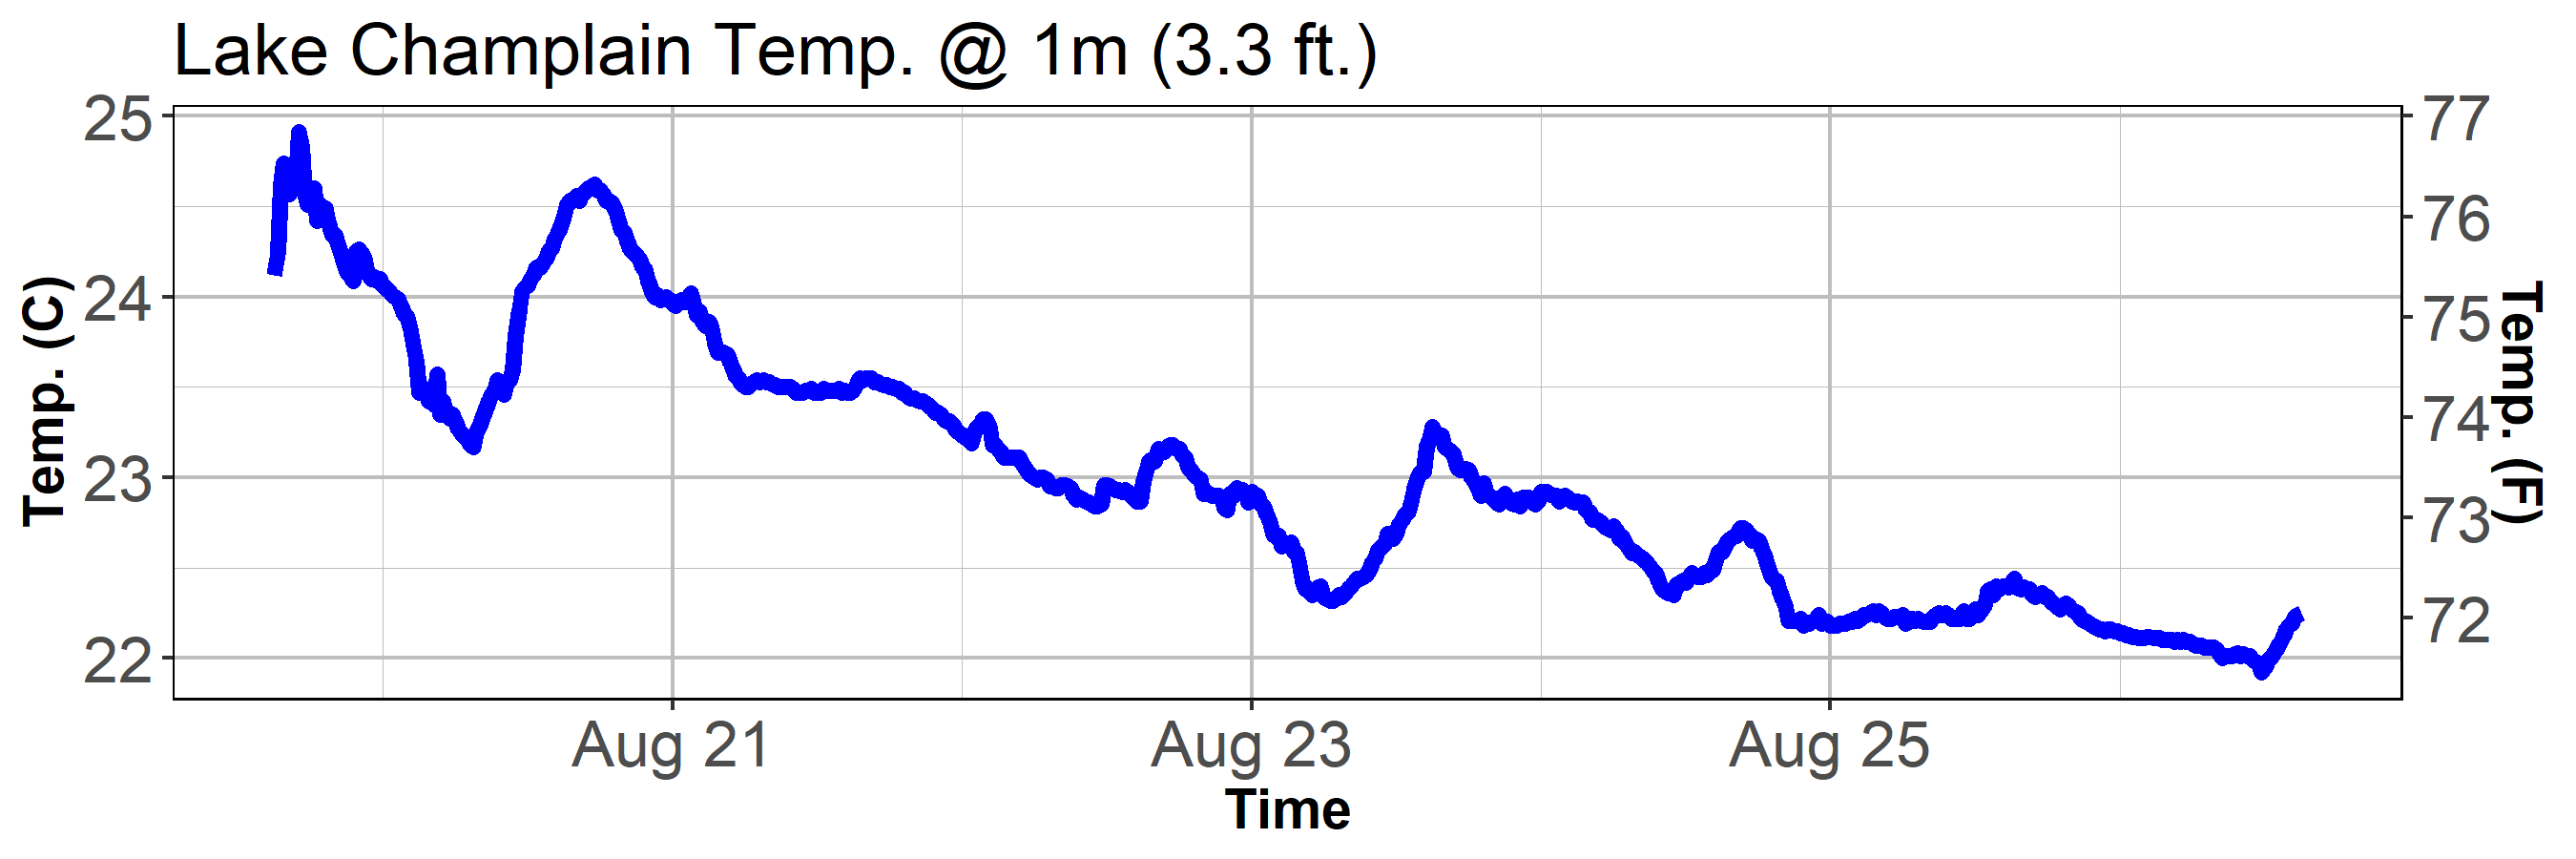 Lake Champlain Temp. @ 1m (3.3 ft.)
Temp. (C)
25
24
23
22
77
76
75
74
73
72
Temp. (F)
Aug 21
Aug 23
Aug 25
Time